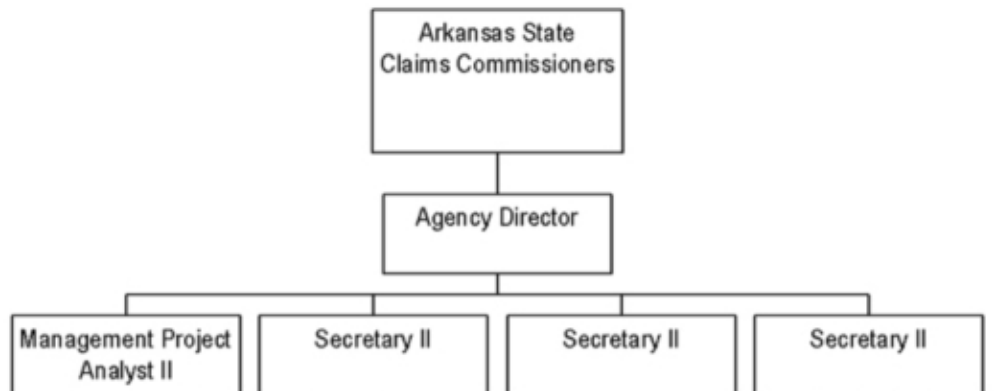 Arkansas State
Claims Commissioners
Agency Director
Management Project
Analyst II
Secretary II
Secretary II
Secretary II